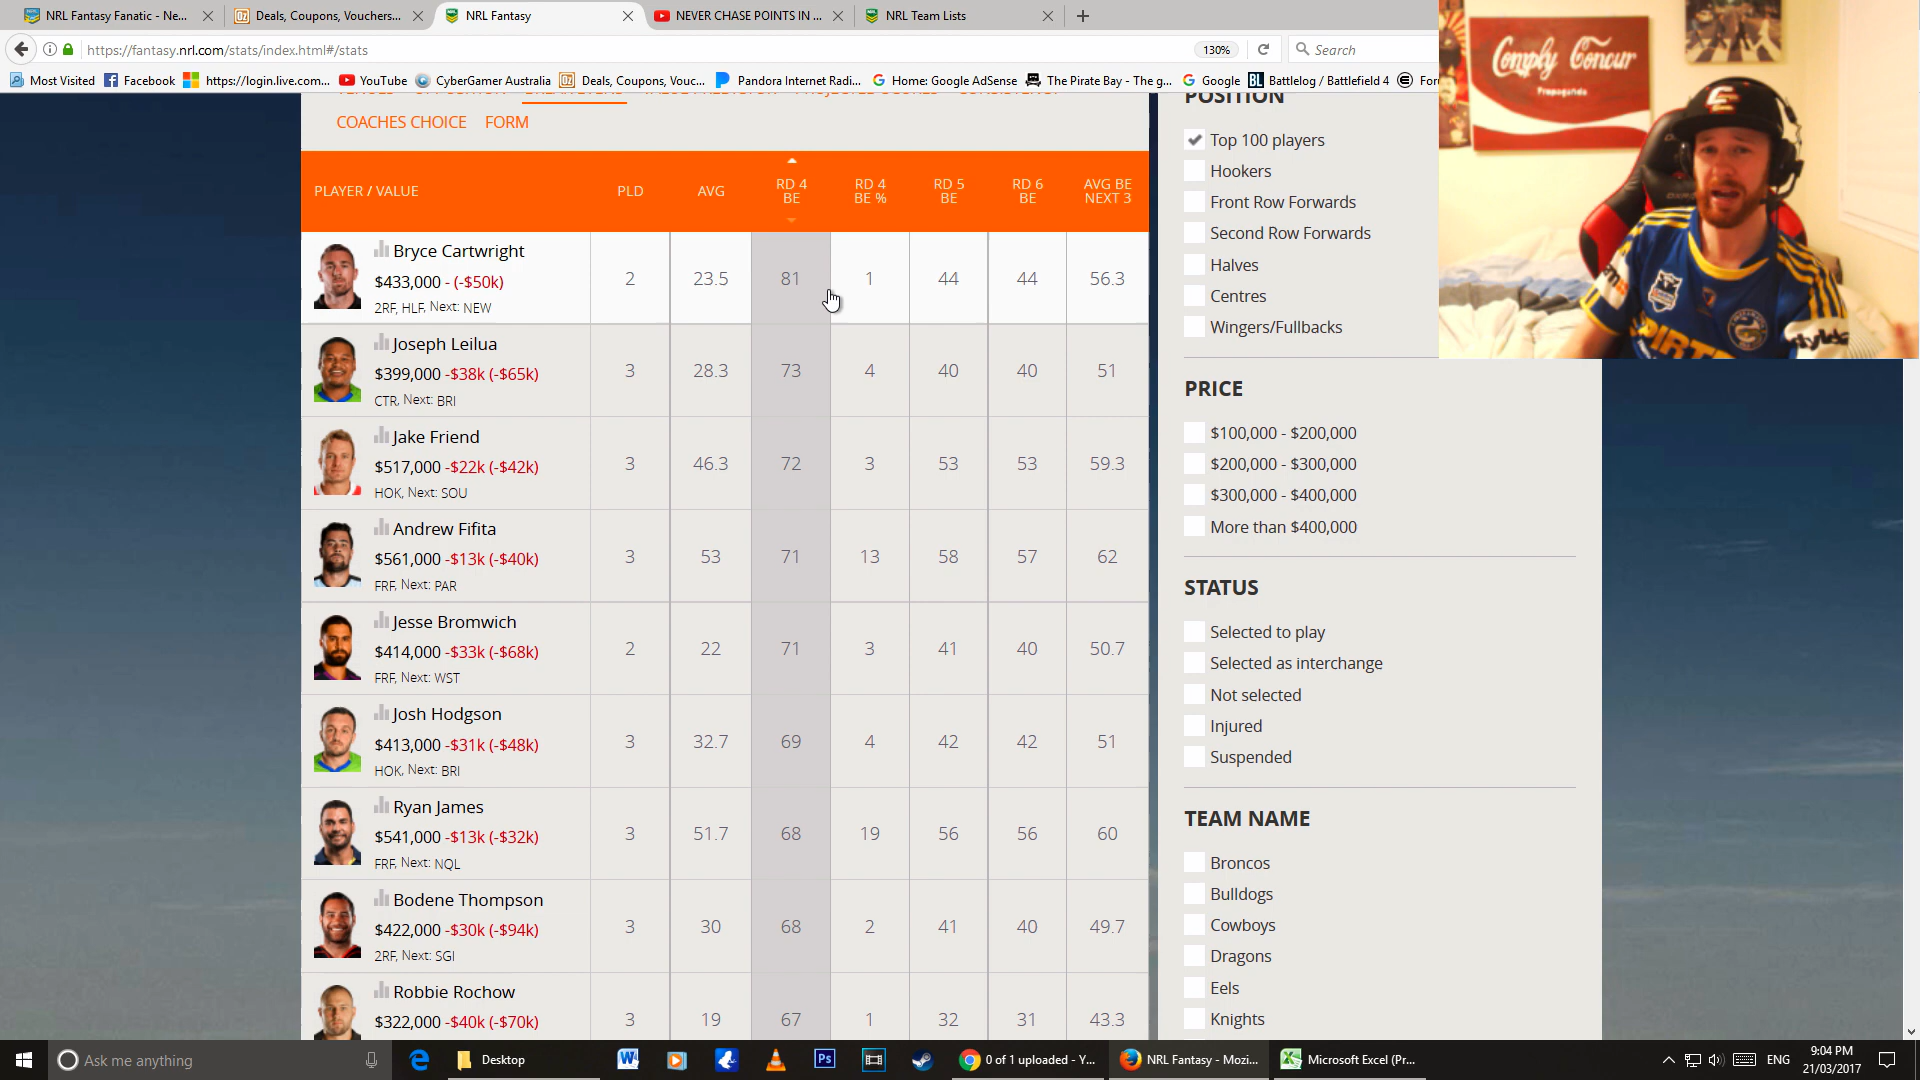 NRL Fantasy Fanatic - Ne...
Deals, Coupons, Vouchers...
NRL Fantasy
NEVER CHASE POINTS IN ...
NRL Team Lists
https://fantasy.nrl.com/stats/index.html#/stats
130%
Search
Most Visited
Facebook
https://login.live.com...
YouTube
CyberGamer Australia
Deals, Coupons, Vouc...
Pandora Internet Radi...
Home: Google AdSense
The Pirate Bay - The g...
Google
Battlelog / Battlefield 4
For
COACHES CHOICE FORM
PLAYER / VALUE PLD AVG RD 4 BE RD 4 BE % RD 5 BE RD 6 BE AVG BE NEXT 3
Bryce Cartwright
$433,000 - (-$50k) 2 23.5 81 1 44 44 56.3
2RF, HLF, Next: NEW
Joseph Leilua
$399,000 -$38k (-$65k) 3 28.3 73 4 40 40 51
CTR, Next: BRI
Jake Friend
$517,000 -$22k (-$42k) 3 46.3 72 3 53 53 59.3
HOK, Next: SOU
Andrew Fifita
$561,000 -$13k (-$40k) 3 53 71 13 58 57 62
FRF, Next: PAR
Jesse Bromwich
$414,000 -$33k (-$68k) 2 22 71 3 41 40 50.7
FRF, Next: WST
Josh Hodgson
$413,000 -$31k (-$48k) 3 32.7 69 4 42 42 51
HOK, Next: BRI
Ryan James
$541,000 -$13k (-$32k) 3 51.7 68 19 56 56 60
FRF, Next: NQL
Bodene Thompson
$422,000 -$30k (-$94k) 3 30 68 2 41 40 49.7
2RF, Next: SGI
Robbie Rochow
$322,000 -$40k (-$70k) 3 19 67 1 32 31 43.3
POSITION
Top 100 players
Hookers
Front Row Forwards
Second Row Forwards
Halves
Centres
Wingers/Fullbacks
PRICE
$100,000 - $200,000
$200,000 - $300,000
$300,000 - $400,000
More than $400,000
STATUS
Selected to play
Selected as interchange
Not selected
Injured
Suspended
TEAM NAME
Broncos
Bulldogs
Cowboys
Dragons
Eels
Knights
Comply Concur
Propaganda
Ask me anything
Desktop
0 of 1 uploaded - Y...
NRL Fantasy - Mozi...
Microsoft Excel (Pr...
ENG
9:04 PM
21/03/2017